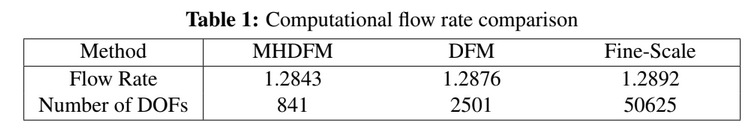 Table 1: Computational flow rate comparison
Method MHDFM DFM Fine-Scale
Flow Rate 1.2843 1.2876 1.2892
Number of DOFs 841 2501 50625